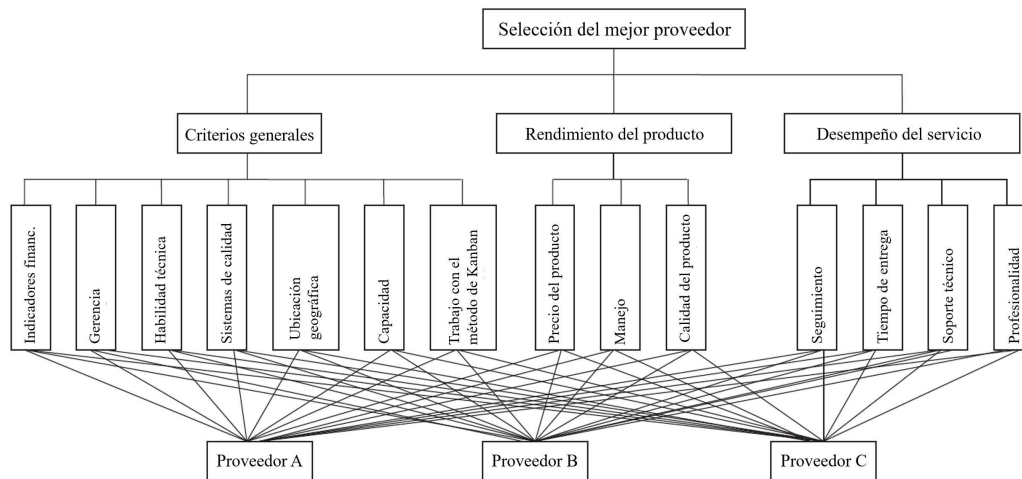 Selección del mejor proveedor
Criterios generales
Rendimiento del producto
Desempeño del servicio
Indicadores financ.
Gerencia
Habilidad técnica
Sistemas de calidad
Ubicación
geográfica
Capacidad
Trabajo con el
método de Kanban
Precio del producto
Manejo
Calidad del producto
Seguimiento
Tiempo de entrega
Soporte técnico
Profesionalidad
Proveedor A
Proveedor B
Proveedor C